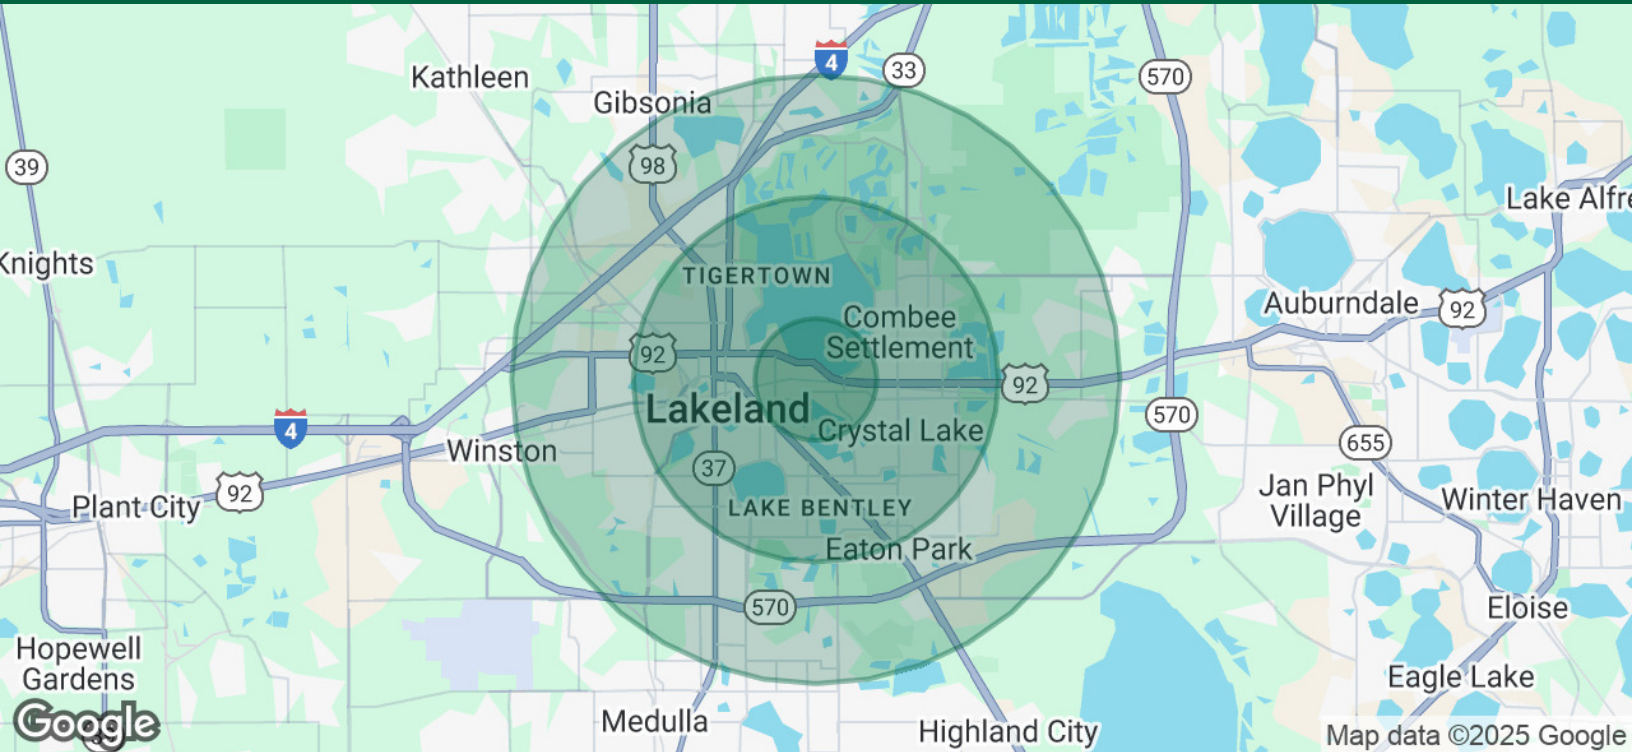 4
33
570
Kathleen
Gibsonia
98
39
Lake Alfre
Knights
TIGERTOWN
Auburndale
92
Combee
Settlement
92
92
Lakeland
570
4
Crystal Lake
Winston
655
37
92
Plant City
LAKE BENTLEY
Jan Phyl
Village
Winter Haven
Eaton Park
570
Eloise
Hopewell
Gardens
Eagle Lake
Google
Medulla
Highland City
Map data ©2025 Google